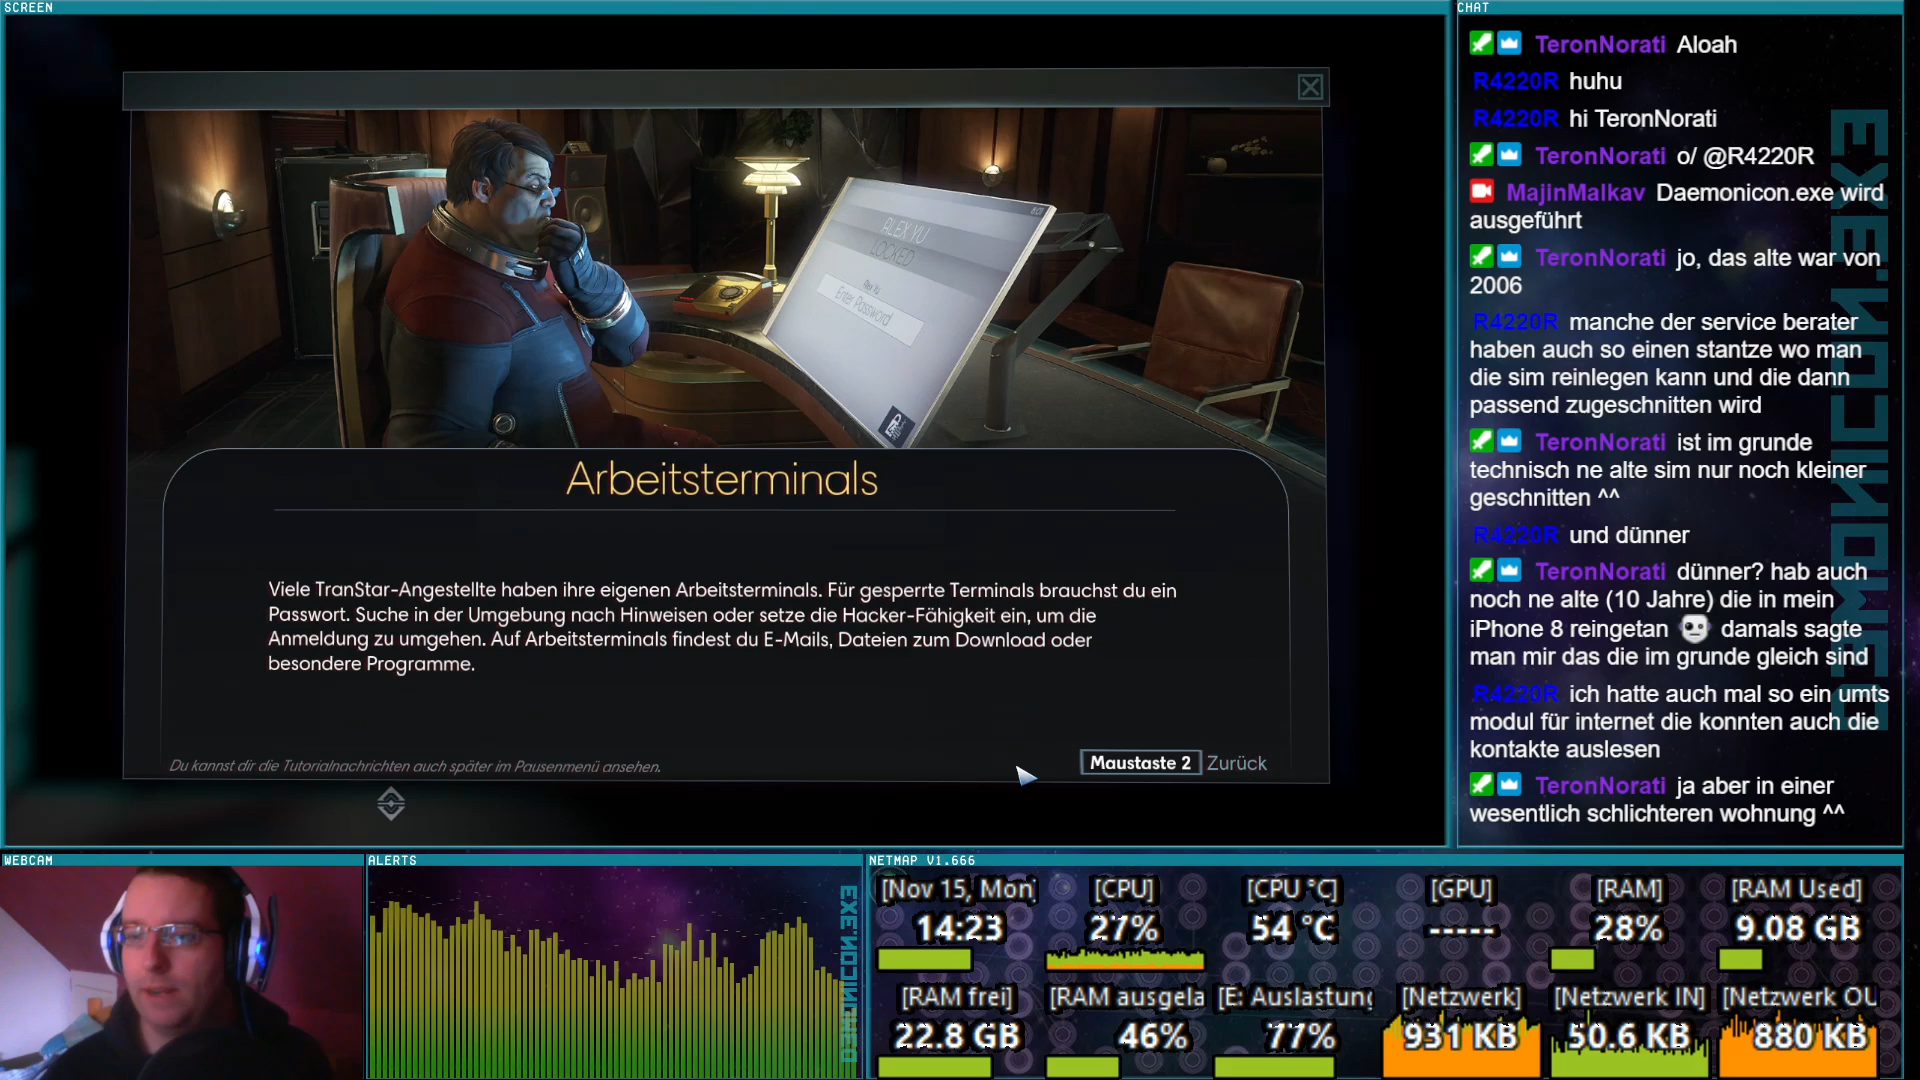 SCREEN
ALEX YU
LOCKED
Alex Yu
Enter Password
Arbeitsterminals
Viele TranStar-Angestellte haben ihre eigenen Arbeitsterminals. Für gesperrte Terminals brauchst du ein
Passwort. Suche in der Umgebung nach Hinweisen oder setze die Hacker-Fähigkeit ein, um die
Anmeldung zu umgehen. Auf Arbeitsterminals findest du E-Mails, Dateien zum Download oder
besondere Programme.
Du kannst dir die Tutorialnachrichten auch später im Pausenmenü ansehen.
Maustaste 2 Zurück
CHAT
TeronNorati Aloah
R4220R huhu
R4220R hi TeronNorati
TeronNorati o/ @R4220R
MajinMalkav Daemonicon.exe wird
ausgeführt
TeronNorati jo, das alte war von
2006
R4220R manche der service berater
haben auch so einen stantze wo man
die sim reinlegen kann und die dann
passend zugeschnitten wird
TeronNorati ist im grunde
technisch ne alte sim nur noch kleiner
geschnitten ^^
R4220R und dünner
TeronNorati dünner? hab auch
noch ne alte (10 Jahre) die in mein
iPhone 8 reingetan damals sagte
man mir das die im grunde gleich sind
R4220R ich hatte auch mal so ein umts
modul für internet die konnten auch die
kontakte auslesen
TeronNorati ja aber in einer
wesentlich schlichteren wohnung ^^
WEBCAM
ALERTS
NETMAP V1.666
[Nov 15, Mon] [CPU] [CPU °C] [GPU] [RAM] [RAM Used]
14:23 27% 54 °C ----- 28% 9.08 GB
[RAM frei] [RAM ausgela [E: Auslastung [Netzwerk] [Netzwerk IN] [Netzwerk OU
22.8 GB 46% 77% 931 KB 50.6 KB 880 KB